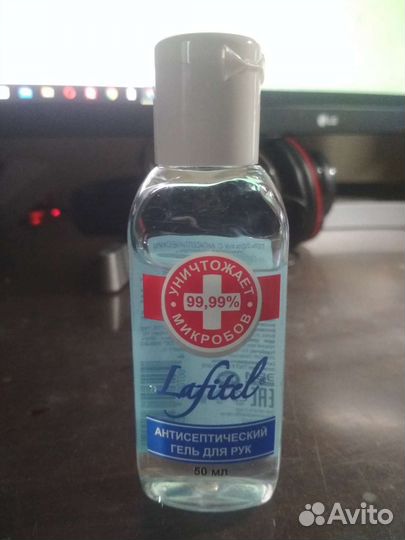 LG
УНИЧТОЖАЕТ
99,99%
МИКРОБОВ
Lafitel
АНТИСЕПТИЧЕСКИЙ
ГЕЛЬ ДЛЯ РУК
50 мл
Avito